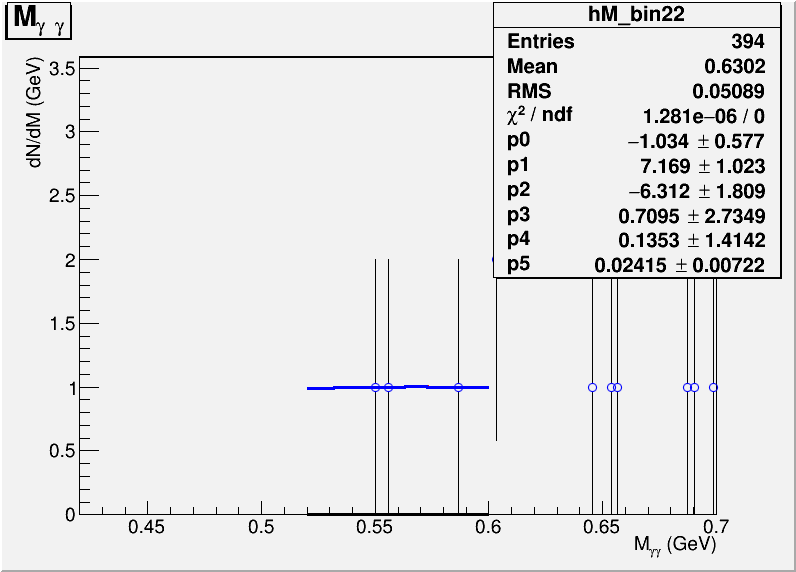 Mγ γ
hM_bin22
Entries 394
Mean 0.6302
RMS 0.05089
χ² / ndf 1.281e−06 / 0
p0 −1.034 ± 0.577
p1 7.169 ± 1.023
p2 −6.312 ± 1.809
p3 0.7095 ± 2.7349
p4 0.1353 ± 1.4142
p5 0.02415 ± 0.00722
dN/dM (GeV)
3.5
3
2.5
2
1.5
1
0.5
0
0.45 0.5 0.55 0.6 0.65 0.7
Mγγ (GeV)